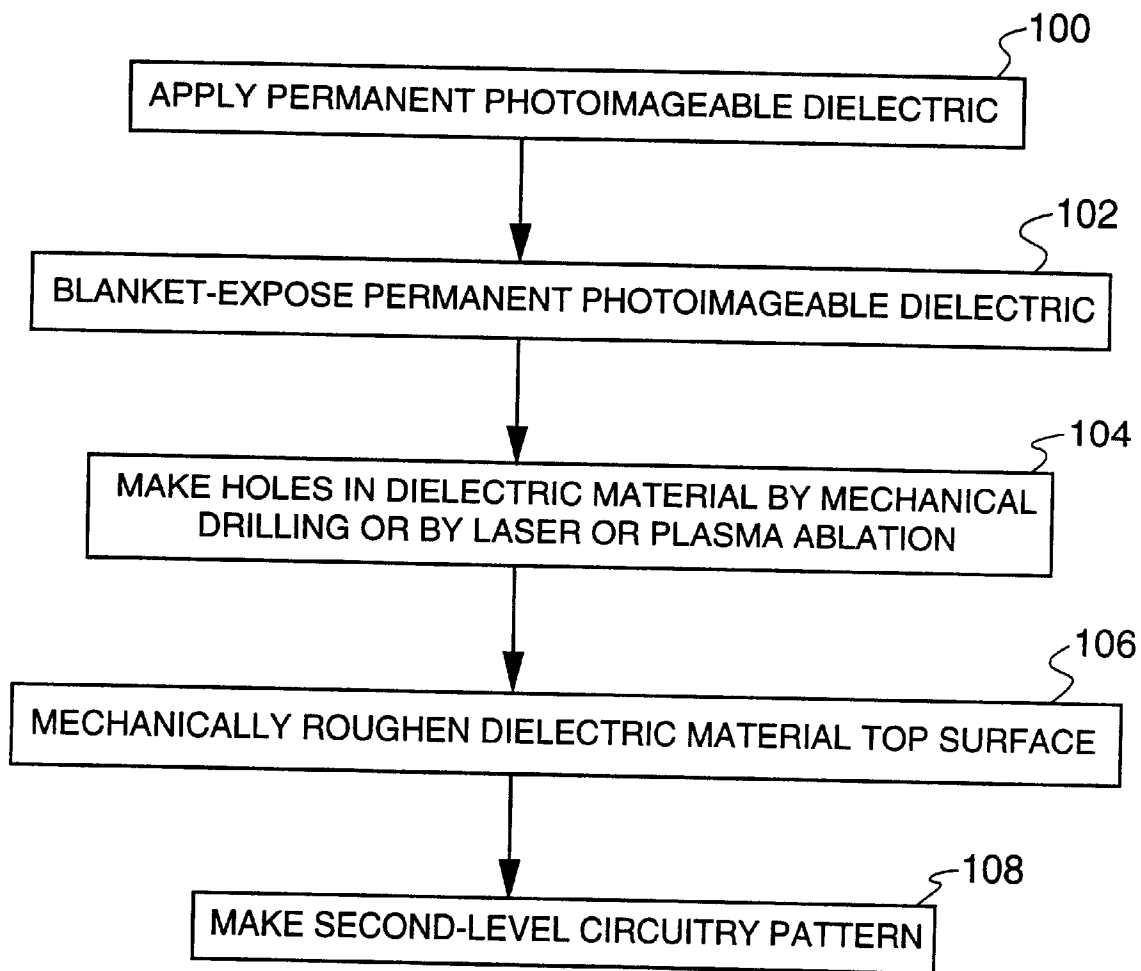 100
APPLY PERMANENT PHOTOIMAGEABLE DIELECTRIC
102
BLANKET-EXPOSE PERMANENT PHOTOIMAGEABLE DIELECTRIC
104
MAKE HOLES IN DIELECTRIC MATERIAL BY MECHANICAL
DRILLING OR BY LASER OR PLASMA ABLATION
106
MECHANICALLY ROUGHEN DIELECTRIC MATERIAL TOP SURFACE
108
MAKE SECOND-LEVEL CIRCUITRY PATTERN